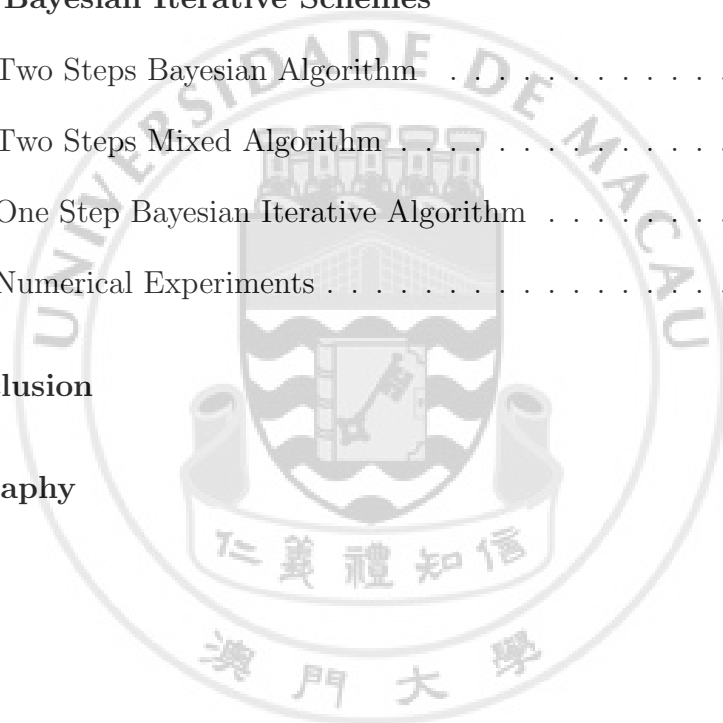 Bayesian Iterative Schemes
Two Steps Bayesian Algorithm . . . . . . . . . . . .
Two Steps Mixed Algorithm . . . . . . . . . . . . . .
One Step Bayesian Iterative Algorithm . . . . . . . .
Numerical Experiments . . . . . . . . . . . . . . . . .
lusion
aphy
UNIVERSIDADE DE MACAU
仁義禮知信
澳門大學